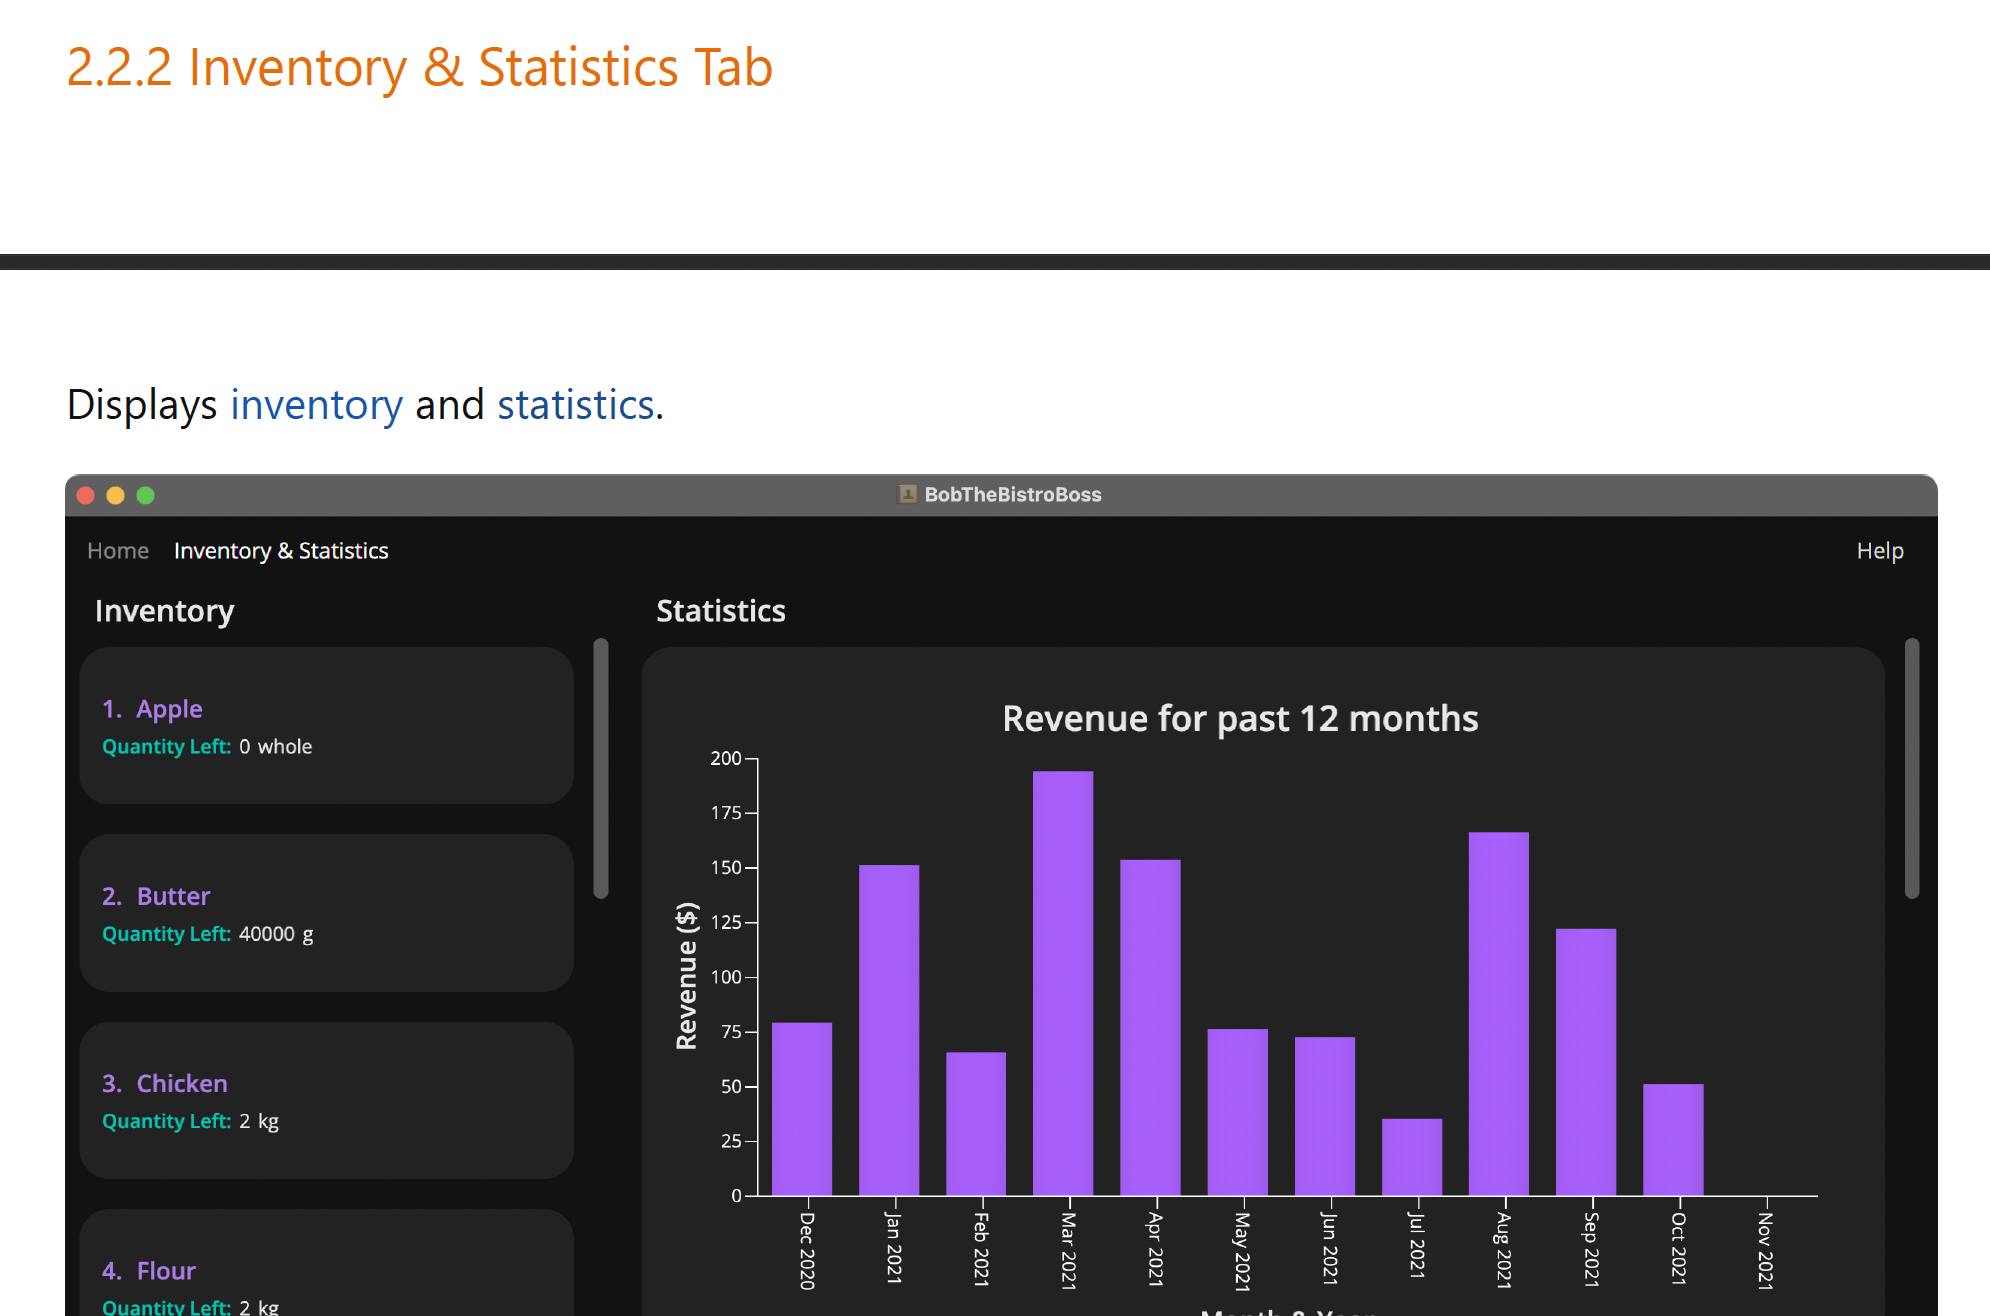 2.2.2 Inventory & Statistics Tab
Displays inventory and statistics.
BobTheBistroBoss
Home Inventory & Statistics Help
Inventory
1. Apple
Quantity Left: 0 whole
2. Butter
Quantity Left: 40000 g
3. Chicken
Quantity Left: 2 kg
4. Flour
Quantity Left: 2 kg
Statistics
Revenue for past 12 months
Revenue ($)
200
175
150
125
100
75
50
25
0
Dec 2020
Jan 2021
Feb 2021
Mar 2021
Apr 2021
May 2021
Jun 2021
Jul 2021
Aug 2021
Sep 2021
Oct 2021
Nov 2021
Month & Year